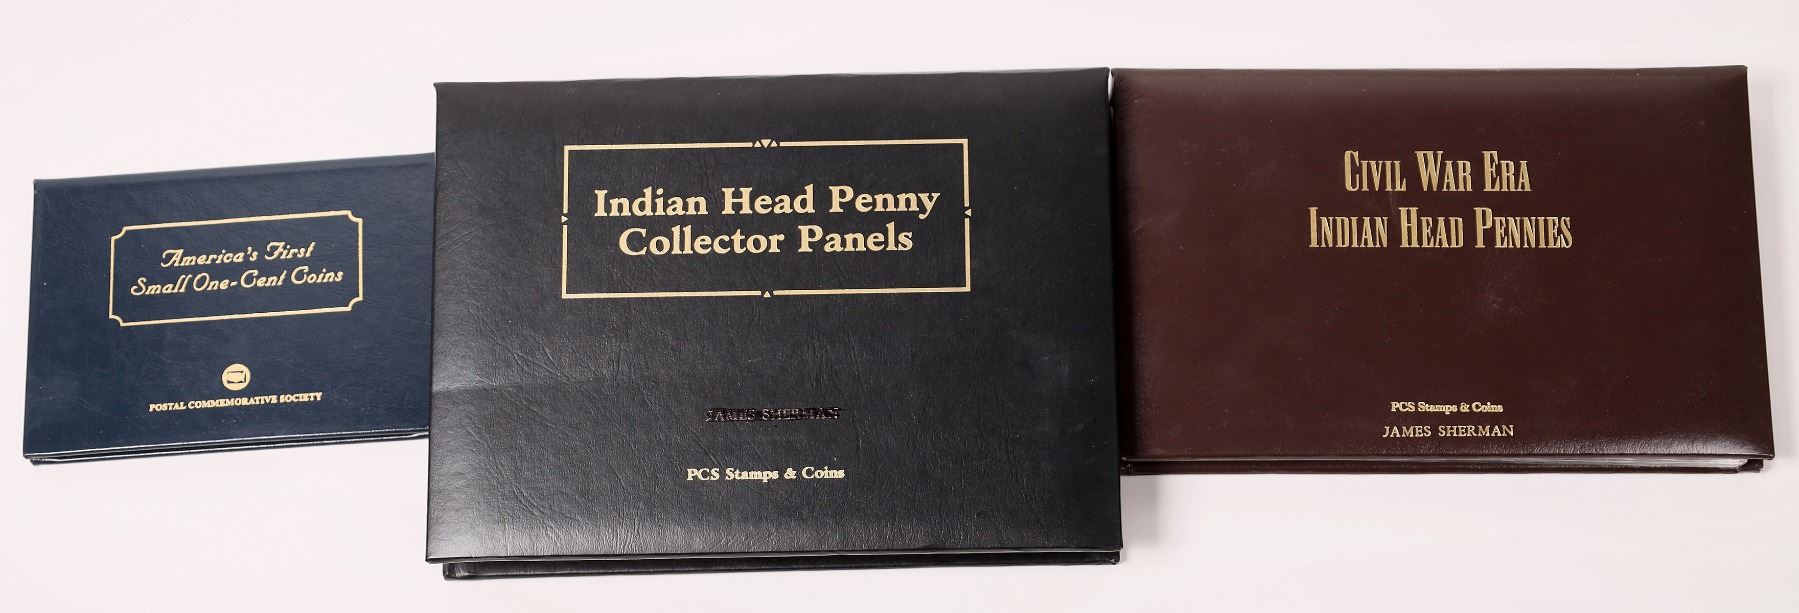 America's First
Small One-Cent Coins
POSTAL COMMEMORATIVE SOCIETY
Indian Head Penny
Collector Panels
JAMES SHERMAN
PCS Stamps & Coins
CIVIL WAR ERA
INDIAN HEAD PENNIES
PCS Stamps & Coins
JAMES SHERMAN